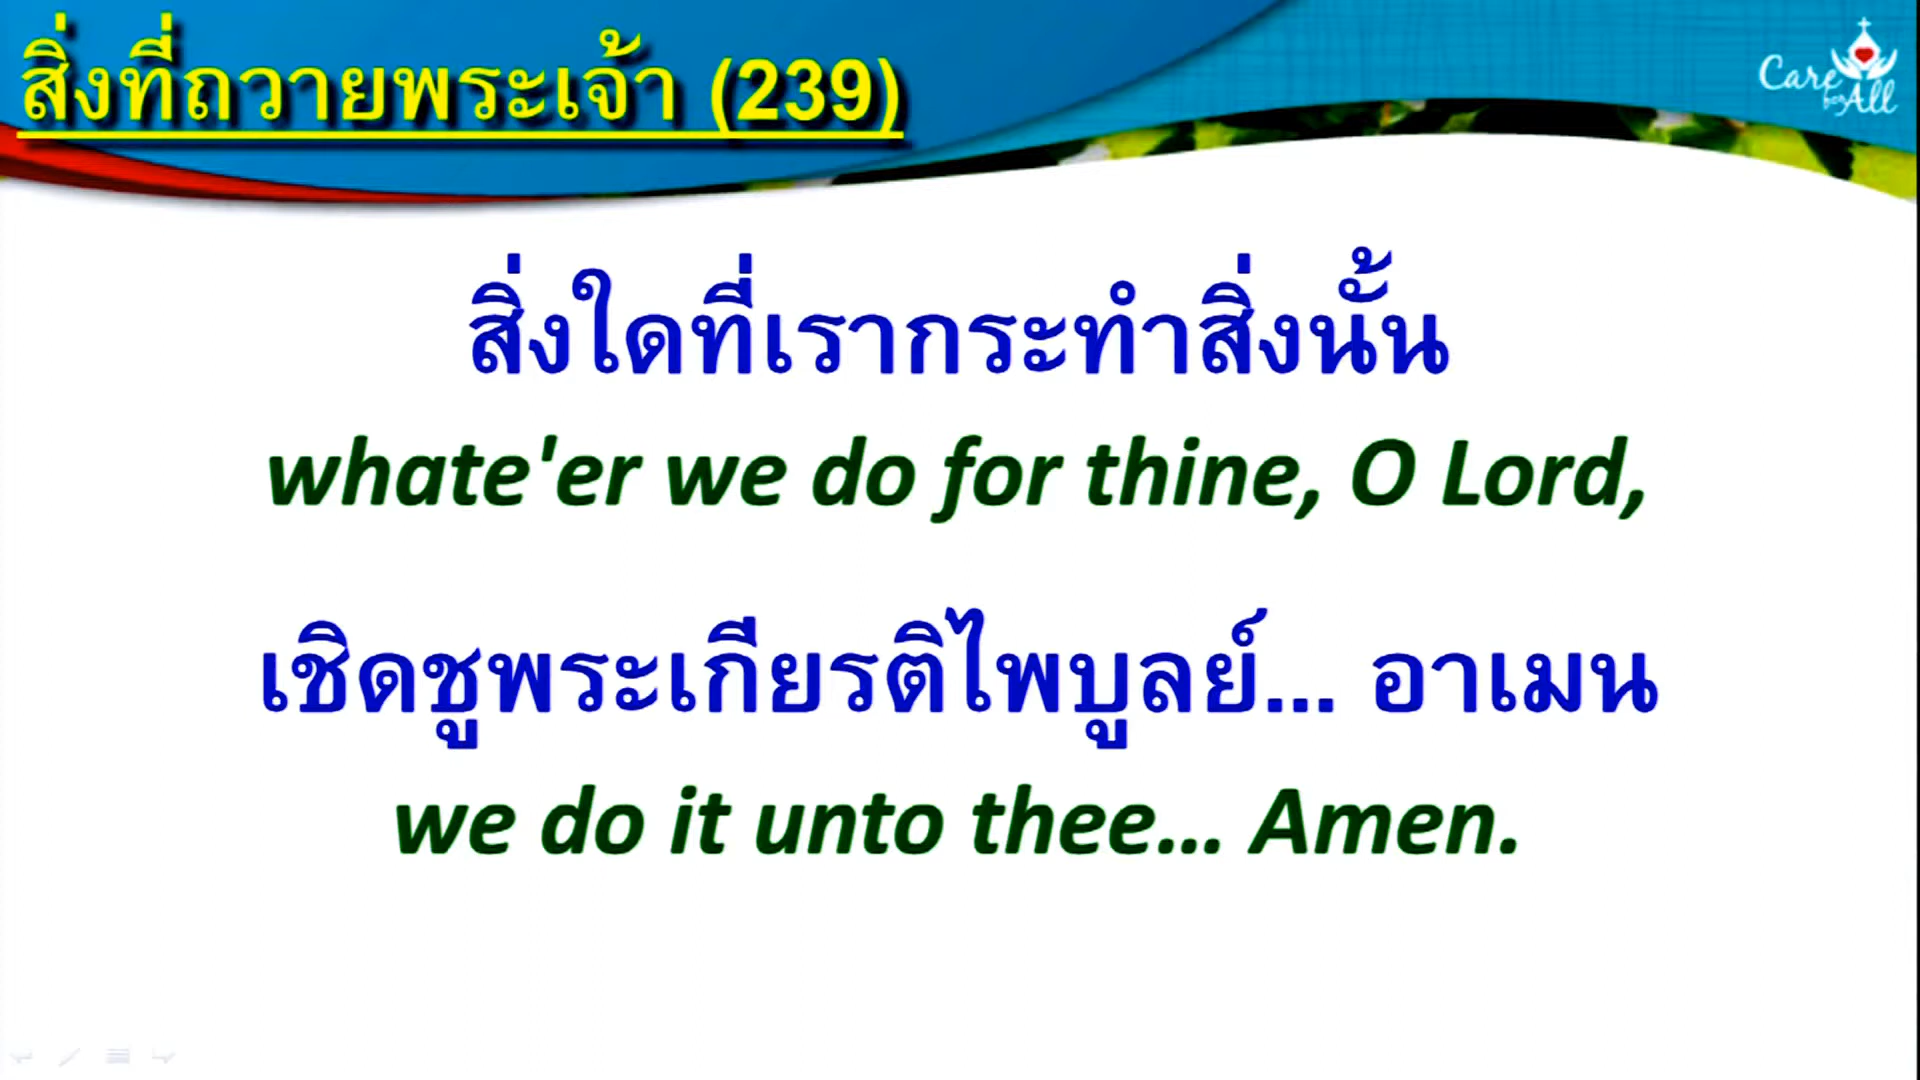 สิ่งที่ถวายพระเจ้า (239)
Care for All
สิ่งใดที่เรากระทำสิ่งนั้น
whate'er we do for thine, O Lord,
เชิดชูพระเกียรติไพบูลย์... อาเมน
we do it unto thee... Amen.